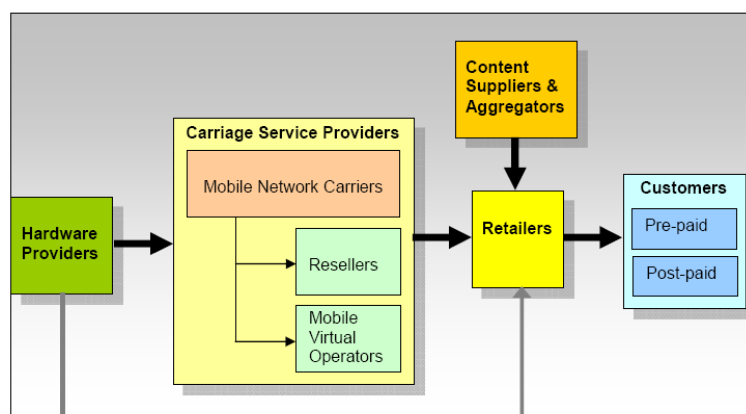 Content
Suppliers &
Aggregators
Carriage Service Providers
Mobile Network Carriers
Customers
Hardware
Providers
Retailers
Pre-paid
Resellers
Post-paid
Mobile
Virtual
Operators